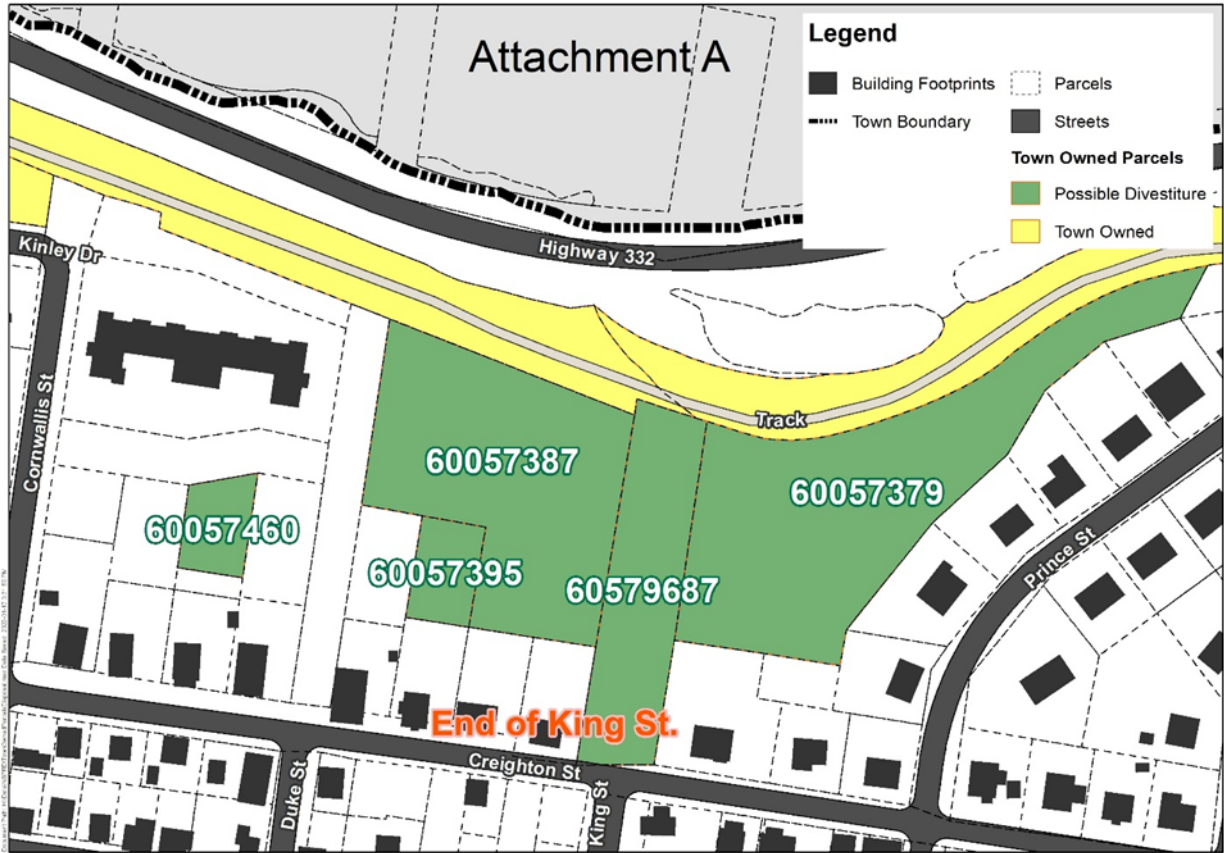 Attachment A
Legend
Building Footprints
Parcels
Town Boundary
Streets
Town Owned Parcels
Possible Divestiture
Town Owned
Kinley Dr
Highway 332
Cornwallis St
Track
60057387
60057379
60057460
60057395
60579687
Prince St
End of King St.
Creighton St
Duke St
King St